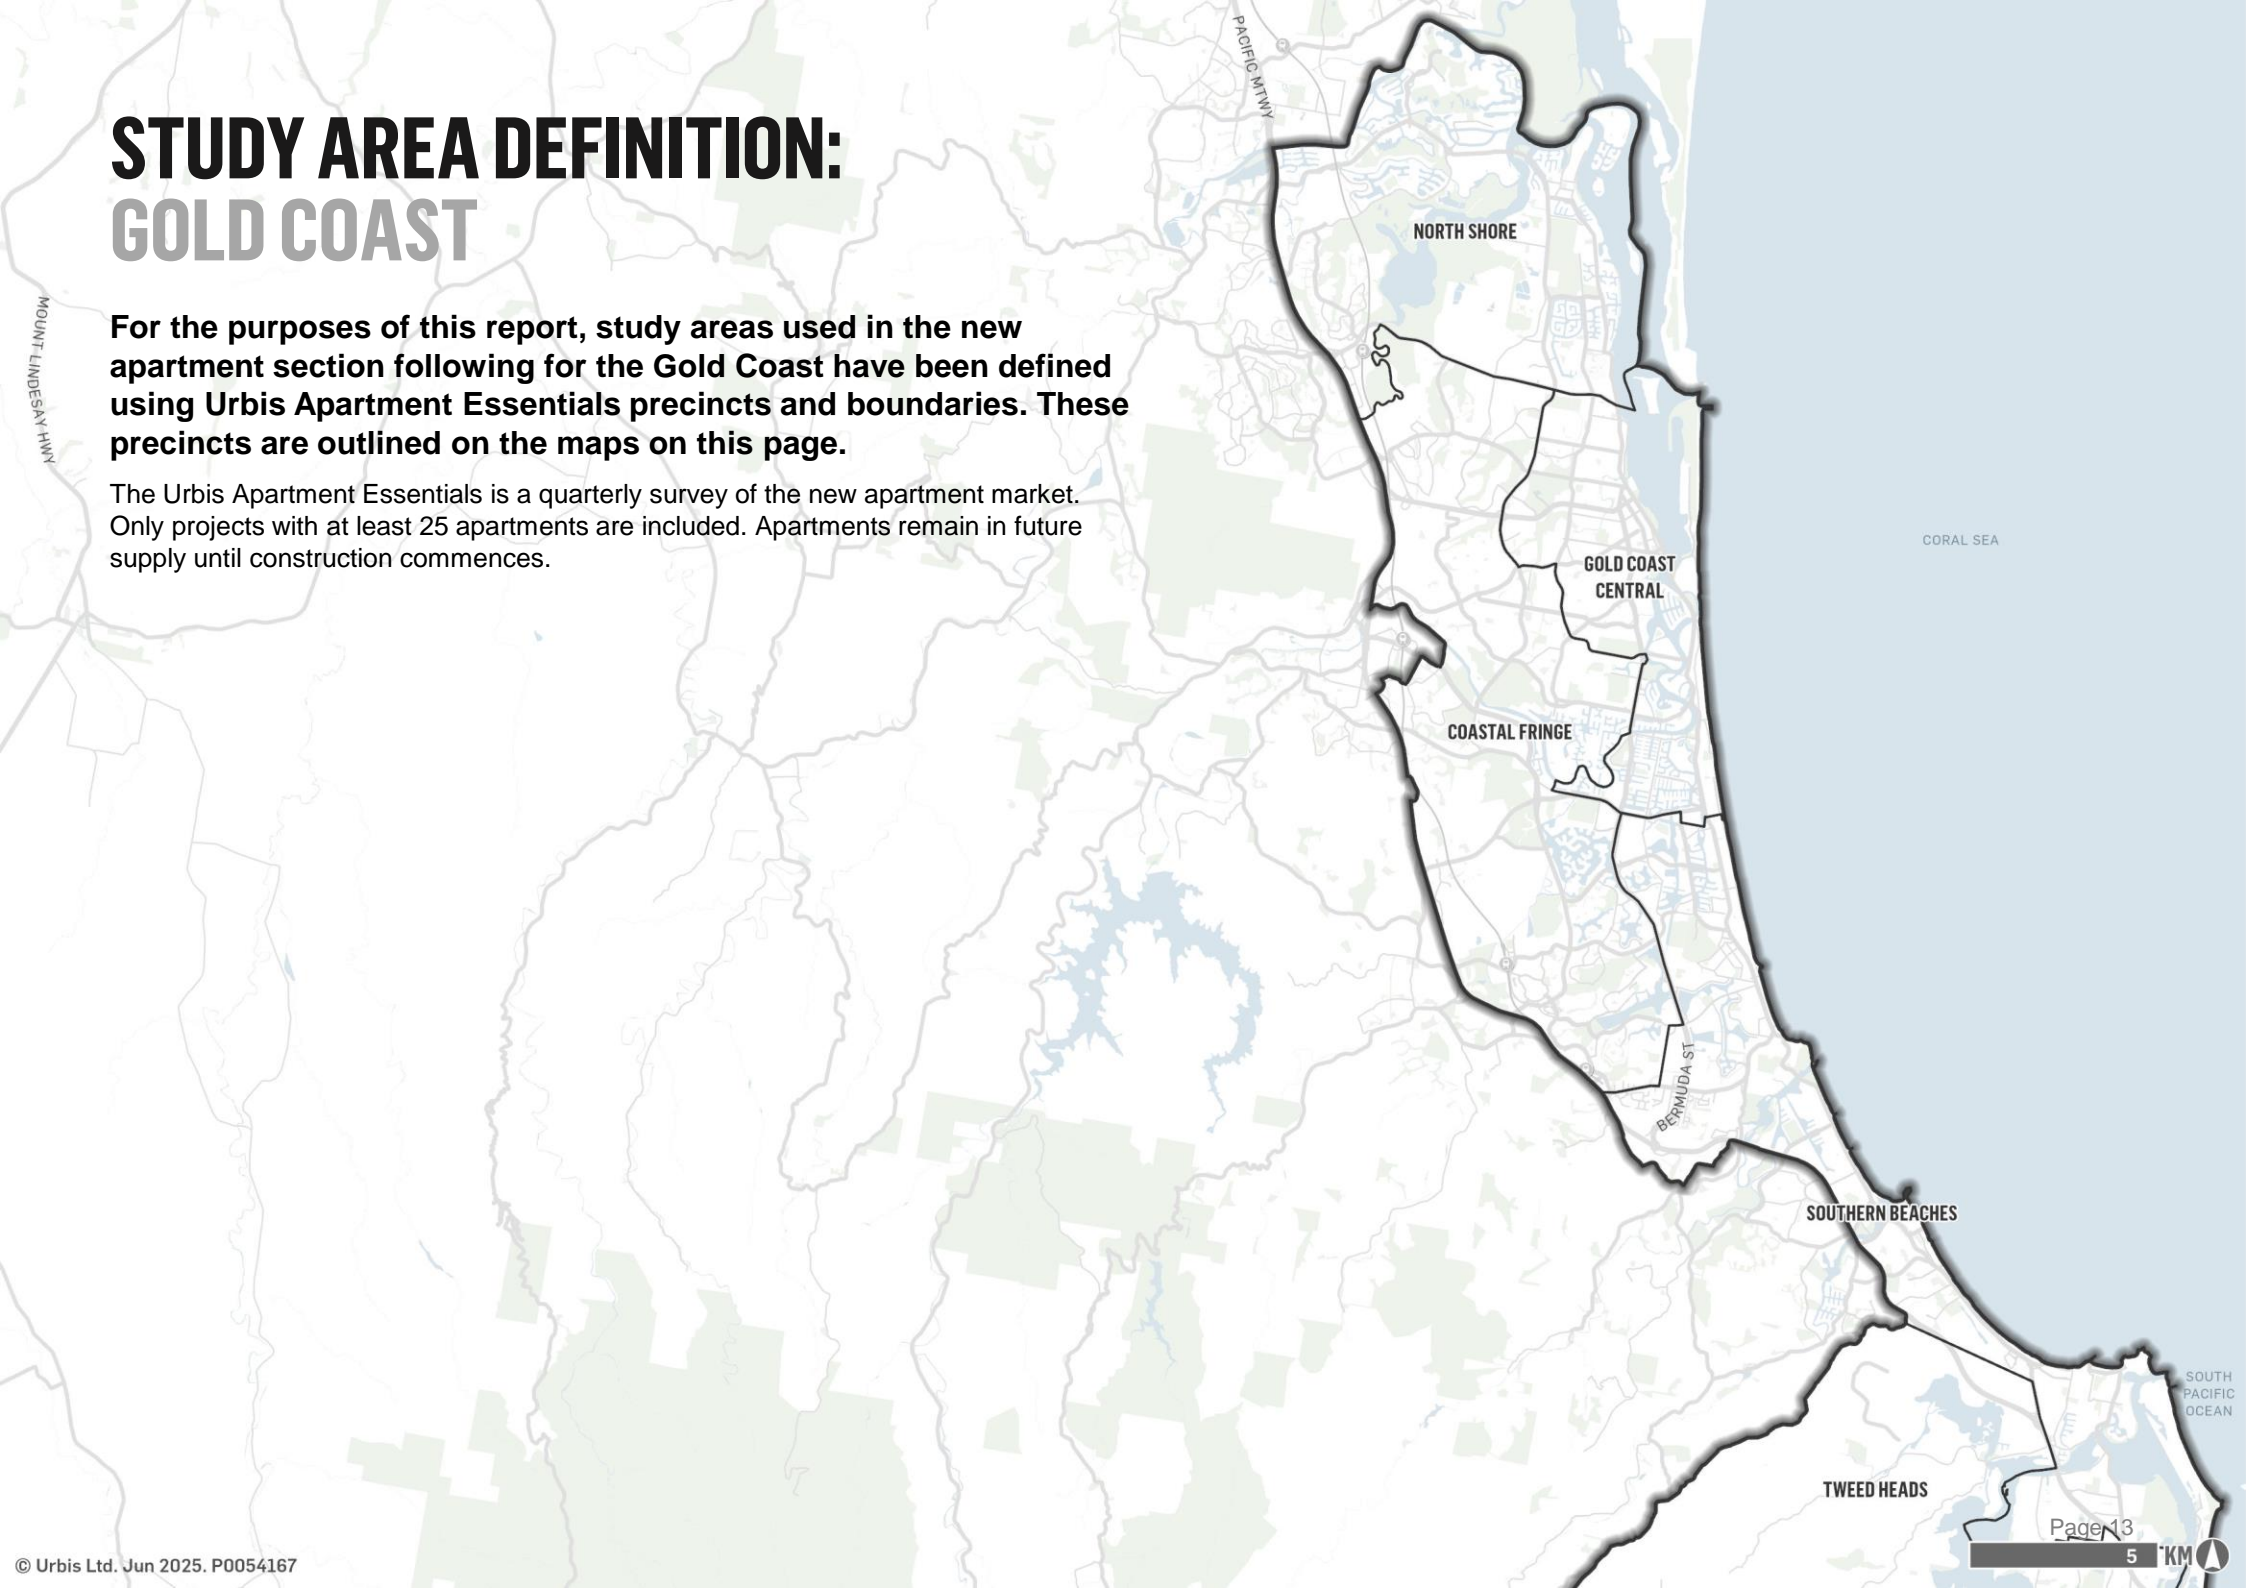 STUDY AREA DEFINITION:
GOLD COAST
For the purposes of this report, study areas used in the new
apartment section following for the Gold Coast have been defined
using Urbis Apartment Essentials precincts and boundaries. These
precincts are outlined on the maps on this page.
The Urbis Apartment Essentials is a quarterly survey of the new apartment market.
Only projects with at least 25 apartments are included. Apartments remain in future
supply until construction commences.
MOUNT LINDESAY HWY
PACIFIC MTWY
NORTH SHORE
CORAL SEA
GOLD COAST
CENTRAL
COASTAL FRINGE
BERMUDA ST
SOUTHERN BEACHES
SOUTH
PACIFIC
OCEAN
TWEED HEADS
Page 13
5 KM
© Urbis Ltd. Jun 2025. P0054167